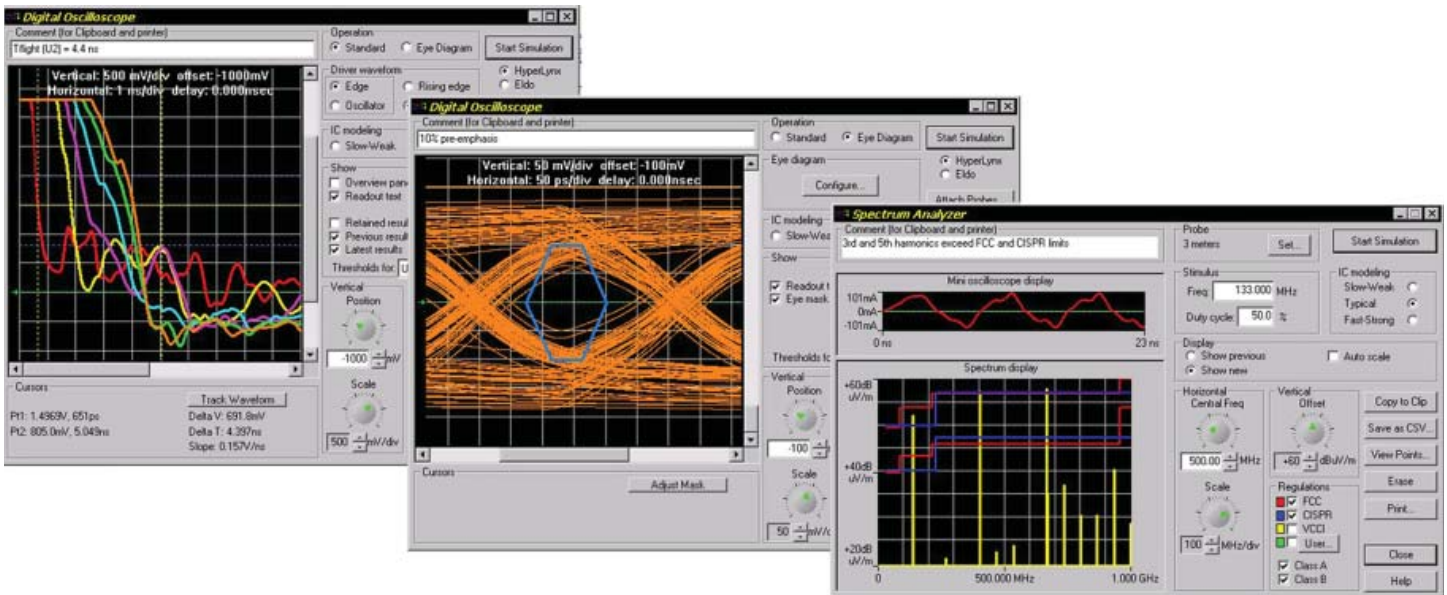 Digital Oscilloscope
Comment (for Clipboard and printer)
Tflight (U2) = 4.4 ns
Vertical: 500 mV/div offset: -1000mV
Horizontal: 1 ns/div delay: 0.000nsec
Operation
Standard Eye Diagram
Start Simulation
Driver waveform
Edge Rising edge
Oscillator
HyperLynx
Eldo
IC modeling
Slow-Weak
Show
Readout text
Latest results
Thresholds for:
Vertical
Position
-1000 mV
Scale
500 mV/div
Cursors
Track Waveform
Pt1: 1.4969V, 651ps
Pt2: 805.0mV, 5.049ns
Delta V: 691.8mV
Delta T: 4.397ns
Slope: 0.157V/ns
Digital Oscilloscope
Comment (for Clipboard and printer)
10% pre-emphasis
Vertical: 50 mV/div offset: -100mV
Horizontal: 50 ps/div delay: 0.000nsec
Operation
Standard Eye Diagram
Start Simulation
Eye diagram
Configure...
HyperLynx
Eldo
Attach Probes
IC modeling
Show
Eye mask
Vertical
Position
-100
Scale
50
Cursors
Adjust Mask
Spectrum Analyzer
Comment (for Clipboard and printer)
3rd and 5th harmonics exceed FCC and CISPR limits
Probe
3 meters Set...
Start Simulation
Mini oscilloscope display
101mA
0mA
-101mA
0 ns 23 ns
Stimulus
Freq: 133.000 MHz
Duty cycle: 50.0 %
IC modeling
Slow-Weak
Typical
Fast-Strong
Display
Show previous
Show new
Auto scale
Spectrum display
+60dB
uV/m
+40dB
uV/m
+20dB
uV/m
0 500.000 MHz 1.000 GHz
Horizontal
Central Freq
500.00 MHz
Scale
100 MHz/div
Vertical
Offset
+60 dBuV/m
Regulations
FCC
CISPR
VCCI
User...
Class A
Class B
Copy to Clip
Save as CSV...
View Points...
Erase
Print...
Close
Help